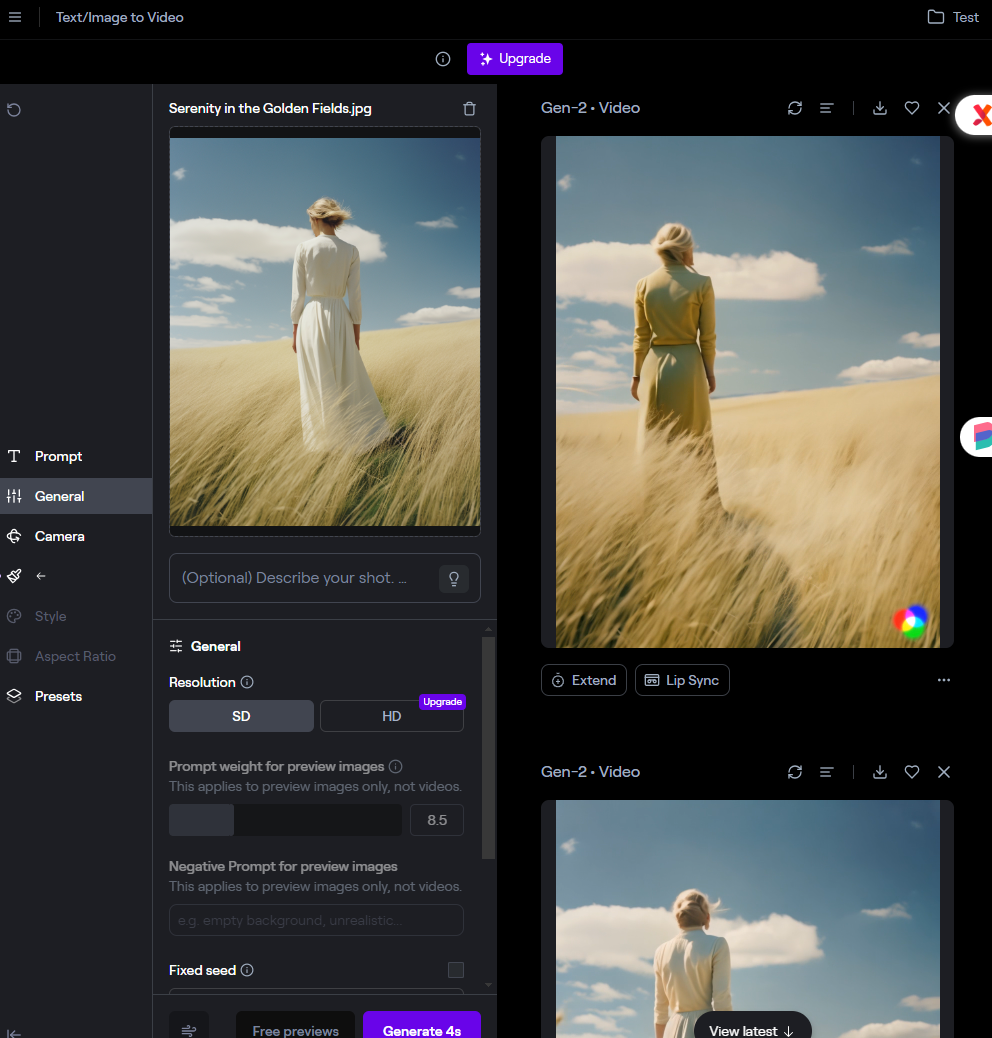 Text/Image to Video
Test
Upgrade
Serenity in the Golden Fields.jpg
Gen-2 • Video
Prompt
General
Camera
Style
Aspect Ratio
Presets
(Optional) Describe your shot. ...
General
Resolution
SD
HD
Upgrade
Prompt weight for preview images
This applies to preview images only, not videos.
8.5
Negative Prompt for preview images
This applies to preview images only, not videos.
e.g. empty background, unrealistic...
Fixed seed
Free previews
Generate 4s
Extend
Lip Sync
Gen-2 • Video
View latest ↓